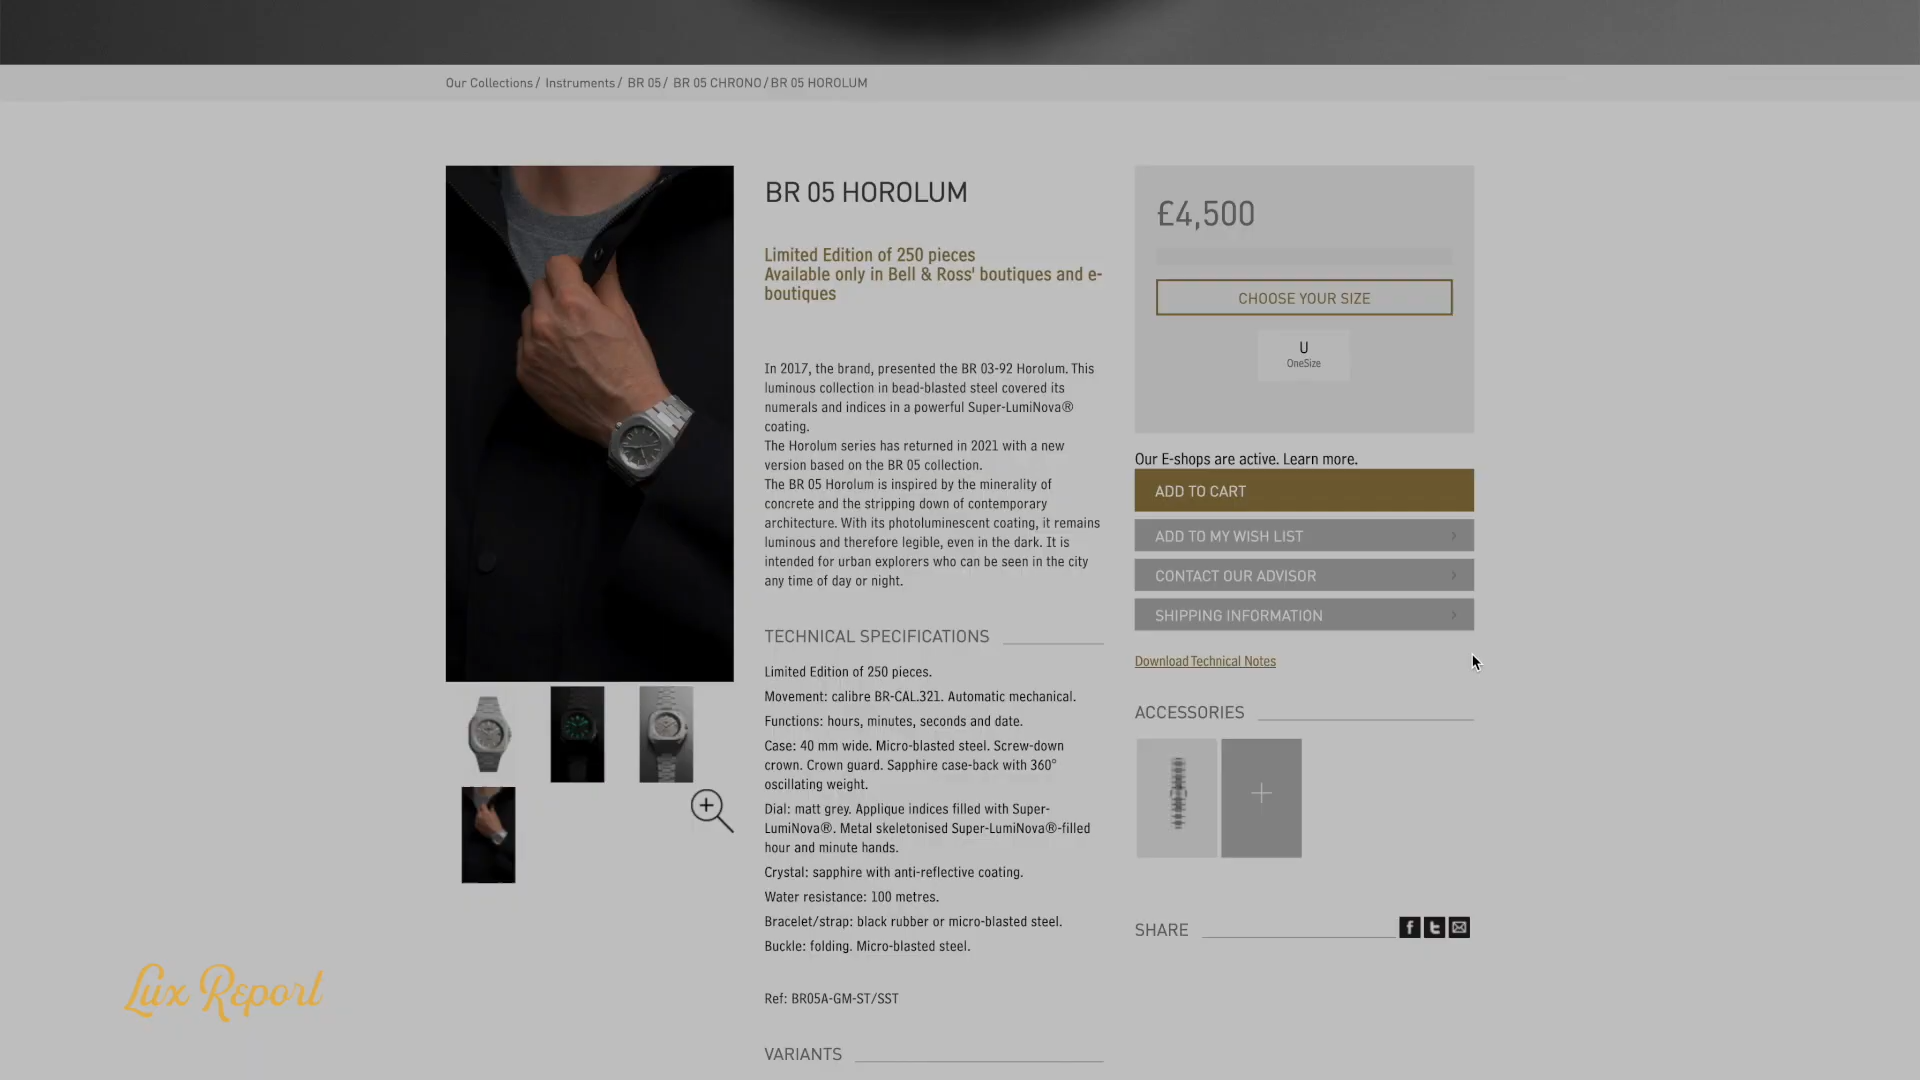 Our Collections / Instruments / BR 05 / BR 05 CHRONO / BR 05 HOROLUM
BR 05 HOROLUM
Limited Edition of 250 pieces
Available only in Bell & Ross' boutiques and e-
boutiques
In 2017, the brand, presented the BR 03-92 Horolum. This
luminous collection in bead-blasted steel covered its
numerals and indices in a powerful Super-LumiNova®
coating.
The Horolum series has returned in 2021 with a new
version based on the BR 05 collection.
The BR 05 Horolum is inspired by the minerality of
concrete and the stripping down of contemporary
architecture. With its photoluminescent coating, it remains
luminous and therefore legible, even in the dark. It is
intended for urban explorers who can be seen in the city
any time of day or night.
TECHNICAL SPECIFICATIONS
Limited Edition of 250 pieces.
Movement: calibre BR-CAL.321. Automatic mechanical.
Functions: hours, minutes, seconds and date.
Case: 40 mm wide. Micro-blasted steel. Screw-down
crown. Crown guard. Sapphire case-back with 360°
oscillating weight.
Dial: matt grey. Applique indices filled with Super-
LumiNova®. Metal skeletonised Super-LumiNova®-filled
hour and minute hands.
Crystal: sapphire with anti-reflective coating.
Water resistance: 100 metres.
Bracelet/strap: black rubber or micro-blasted steel.
Buckle: folding. Micro-blasted steel.
Ref: BR05A-GM-ST/SST
VARIANTS
£4,500
CHOOSE YOUR SIZE
U
OneSize
Our E-shops are active. Learn more.
ADD TO CART
ADD TO MY WISH LIST
CONTACT OUR ADVISOR
SHIPPING INFORMATION
Download Technical Notes
ACCESSORIES
SHARE
Lux Report